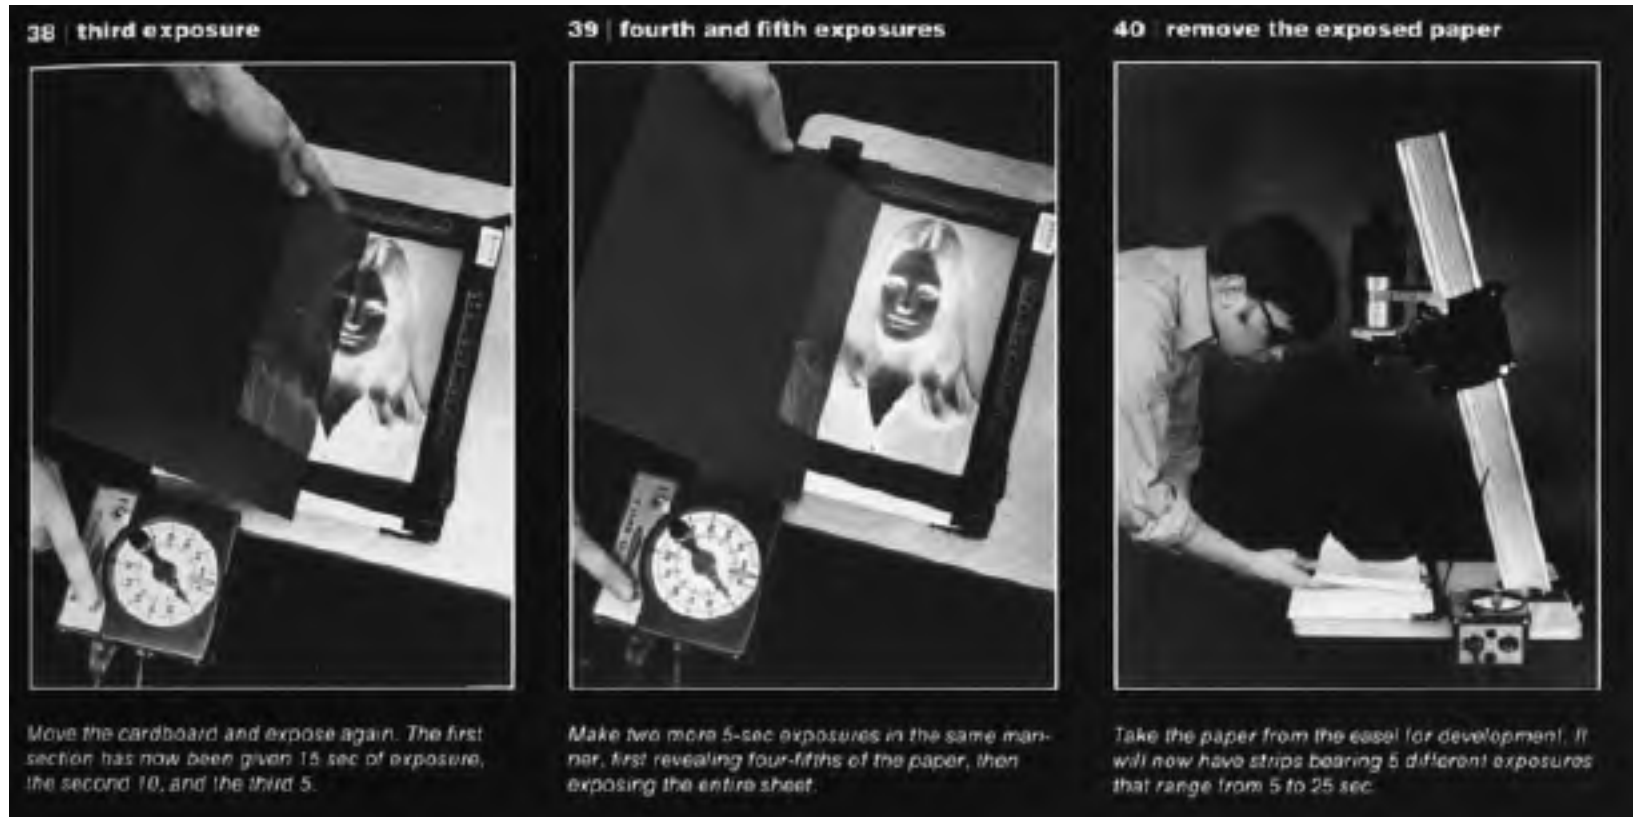 38 | third exposure
39 | fourth and fifth exposures
40 | remove the exposed paper
Move the cardboard and expose again. The first
section has now been given 15 sec of exposure,
the second 10, and the third 5.
Make two more 5-sec exposures in the same man-
ner, first revealing four-fifths of the paper, then
exposing the entire sheet.
Take the paper from the easel for development. It
will now have strips bearing 5 different exposures
that range from 5 to 25 sec.